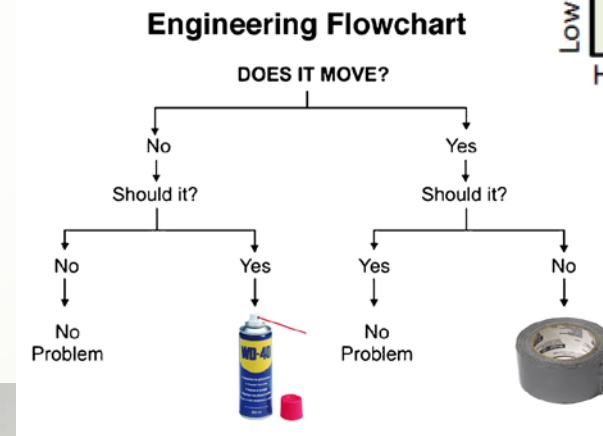 Engineering Flowchart
Low
H
DOES IT MOVE?
No
Yes
Should it?
Should it?
No
Yes
Yes
No
No
Problem
WD-40
No
Problem